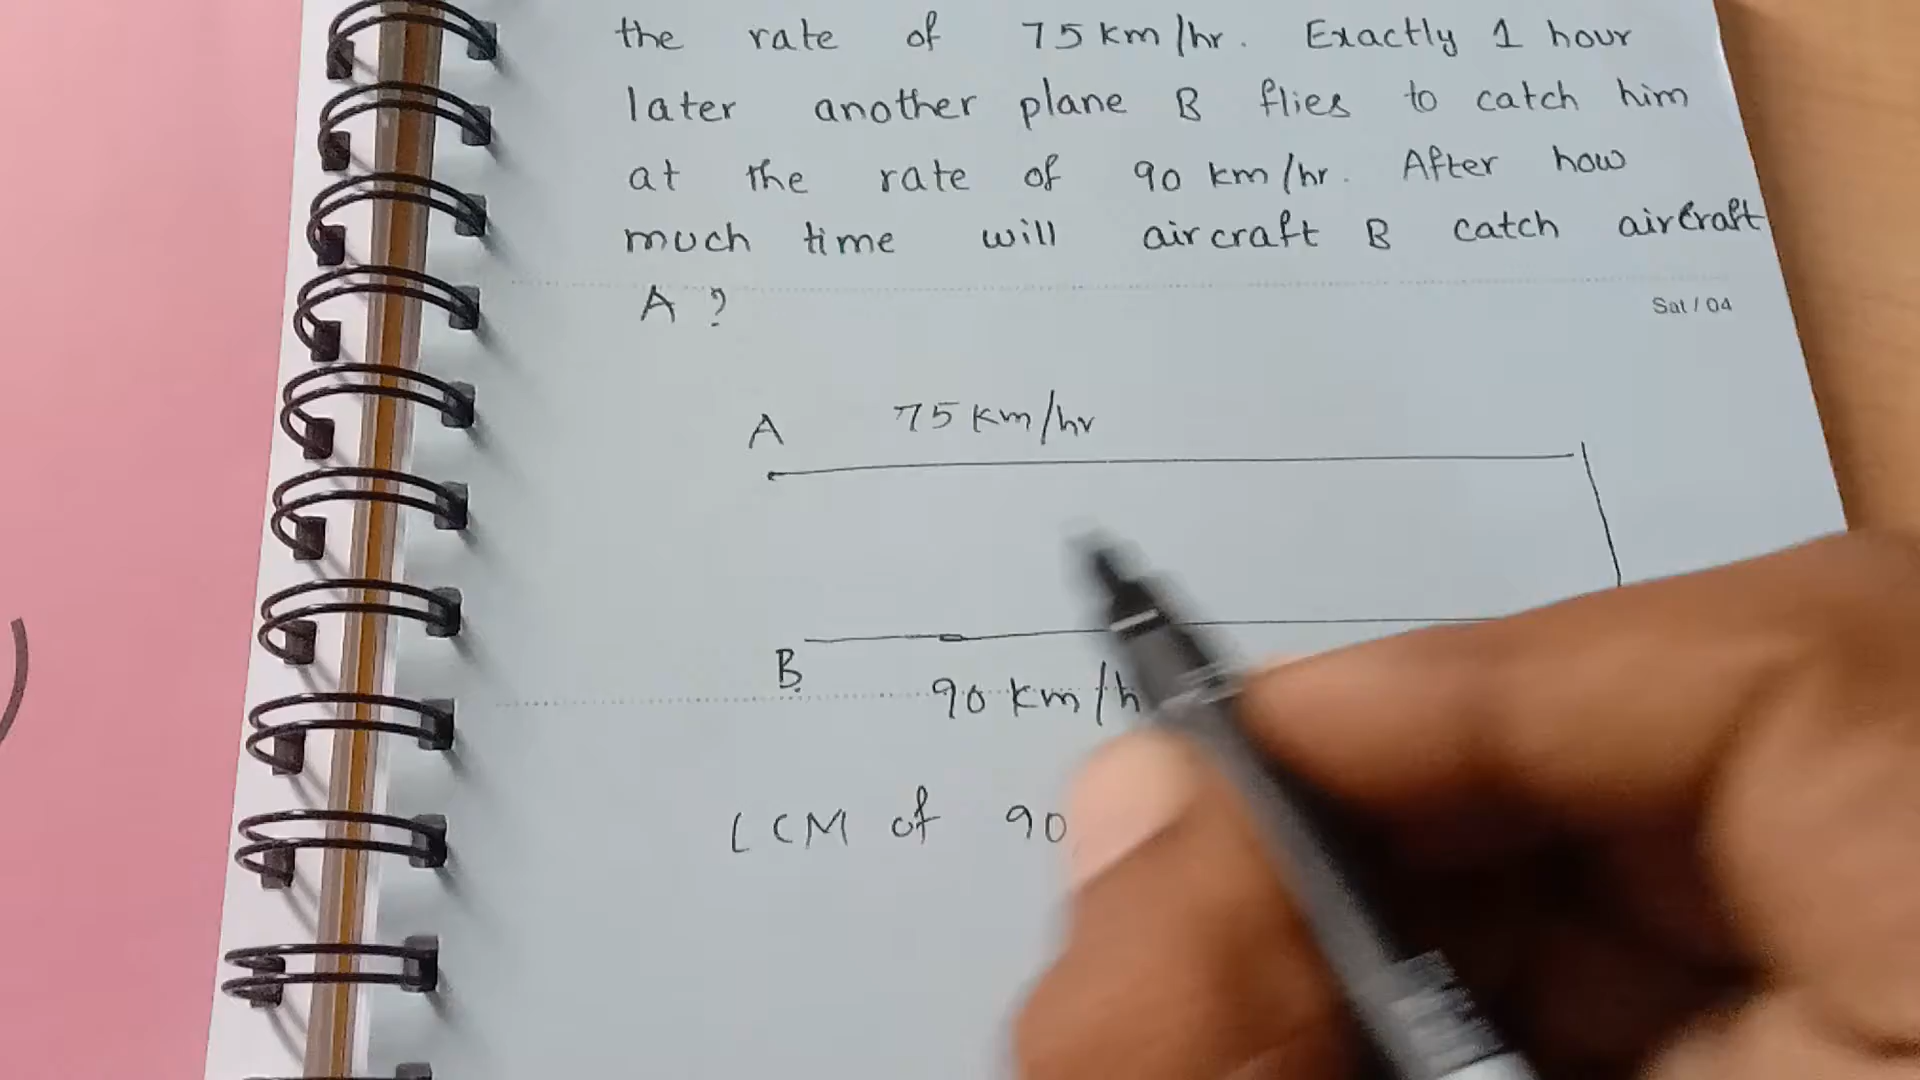 the rate of 75 km/hr. Exactly 1 hour
later another plane B flies to catch him
at the rate of 90 km/hr. After how
much time will aircraft B catch aircraft
A ?
Sat / 04
A 75 km/hr
B
90 km/h
LCM of 90